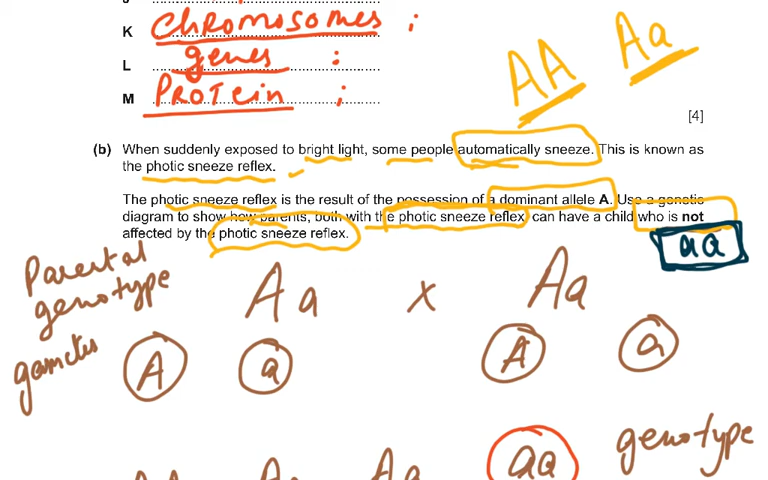 K chromosomes ;
L genes :
M Protein ;
AA Aa
[4]
(b) When suddenly exposed to bright light, some people automatically sneeze. This is known as
the photic sneeze reflex.
The photic sneeze reflex is the result of the possession of a dominant allele A. Use a genetic
diagram to show how parents, both with the photic sneeze reflex can have a child who is not
affected by the photic sneeze reflex.
aa
Parental
genotype Aa x Aa
gametes A a A a
Aa Aa aa genotype